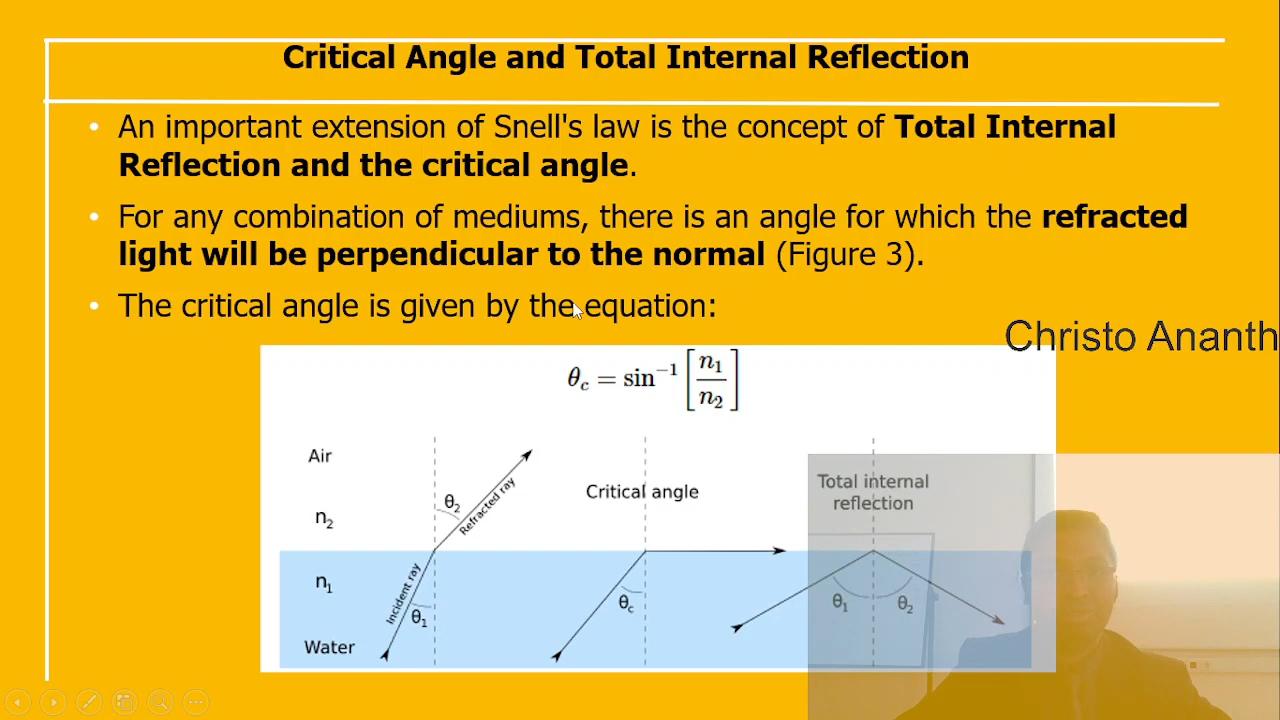 Critical Angle and Total Internal Reflection
• An important extension of Snell's law is the concept of Total Internal
Reflection and the critical angle.
• For any combination of mediums, there is an angle for which the refracted
light will be perpendicular to the normal (Figure 3).
• The critical angle is given by the equation:
Christo Ananth
θc = sin⁻¹ [n₁/n₂]
Air
n₂
n₁
Water
θ₂
Refracted ray
Incident ray
θ₁
Critical angle
θc
Total internal
reflection
θ₁ θ₂